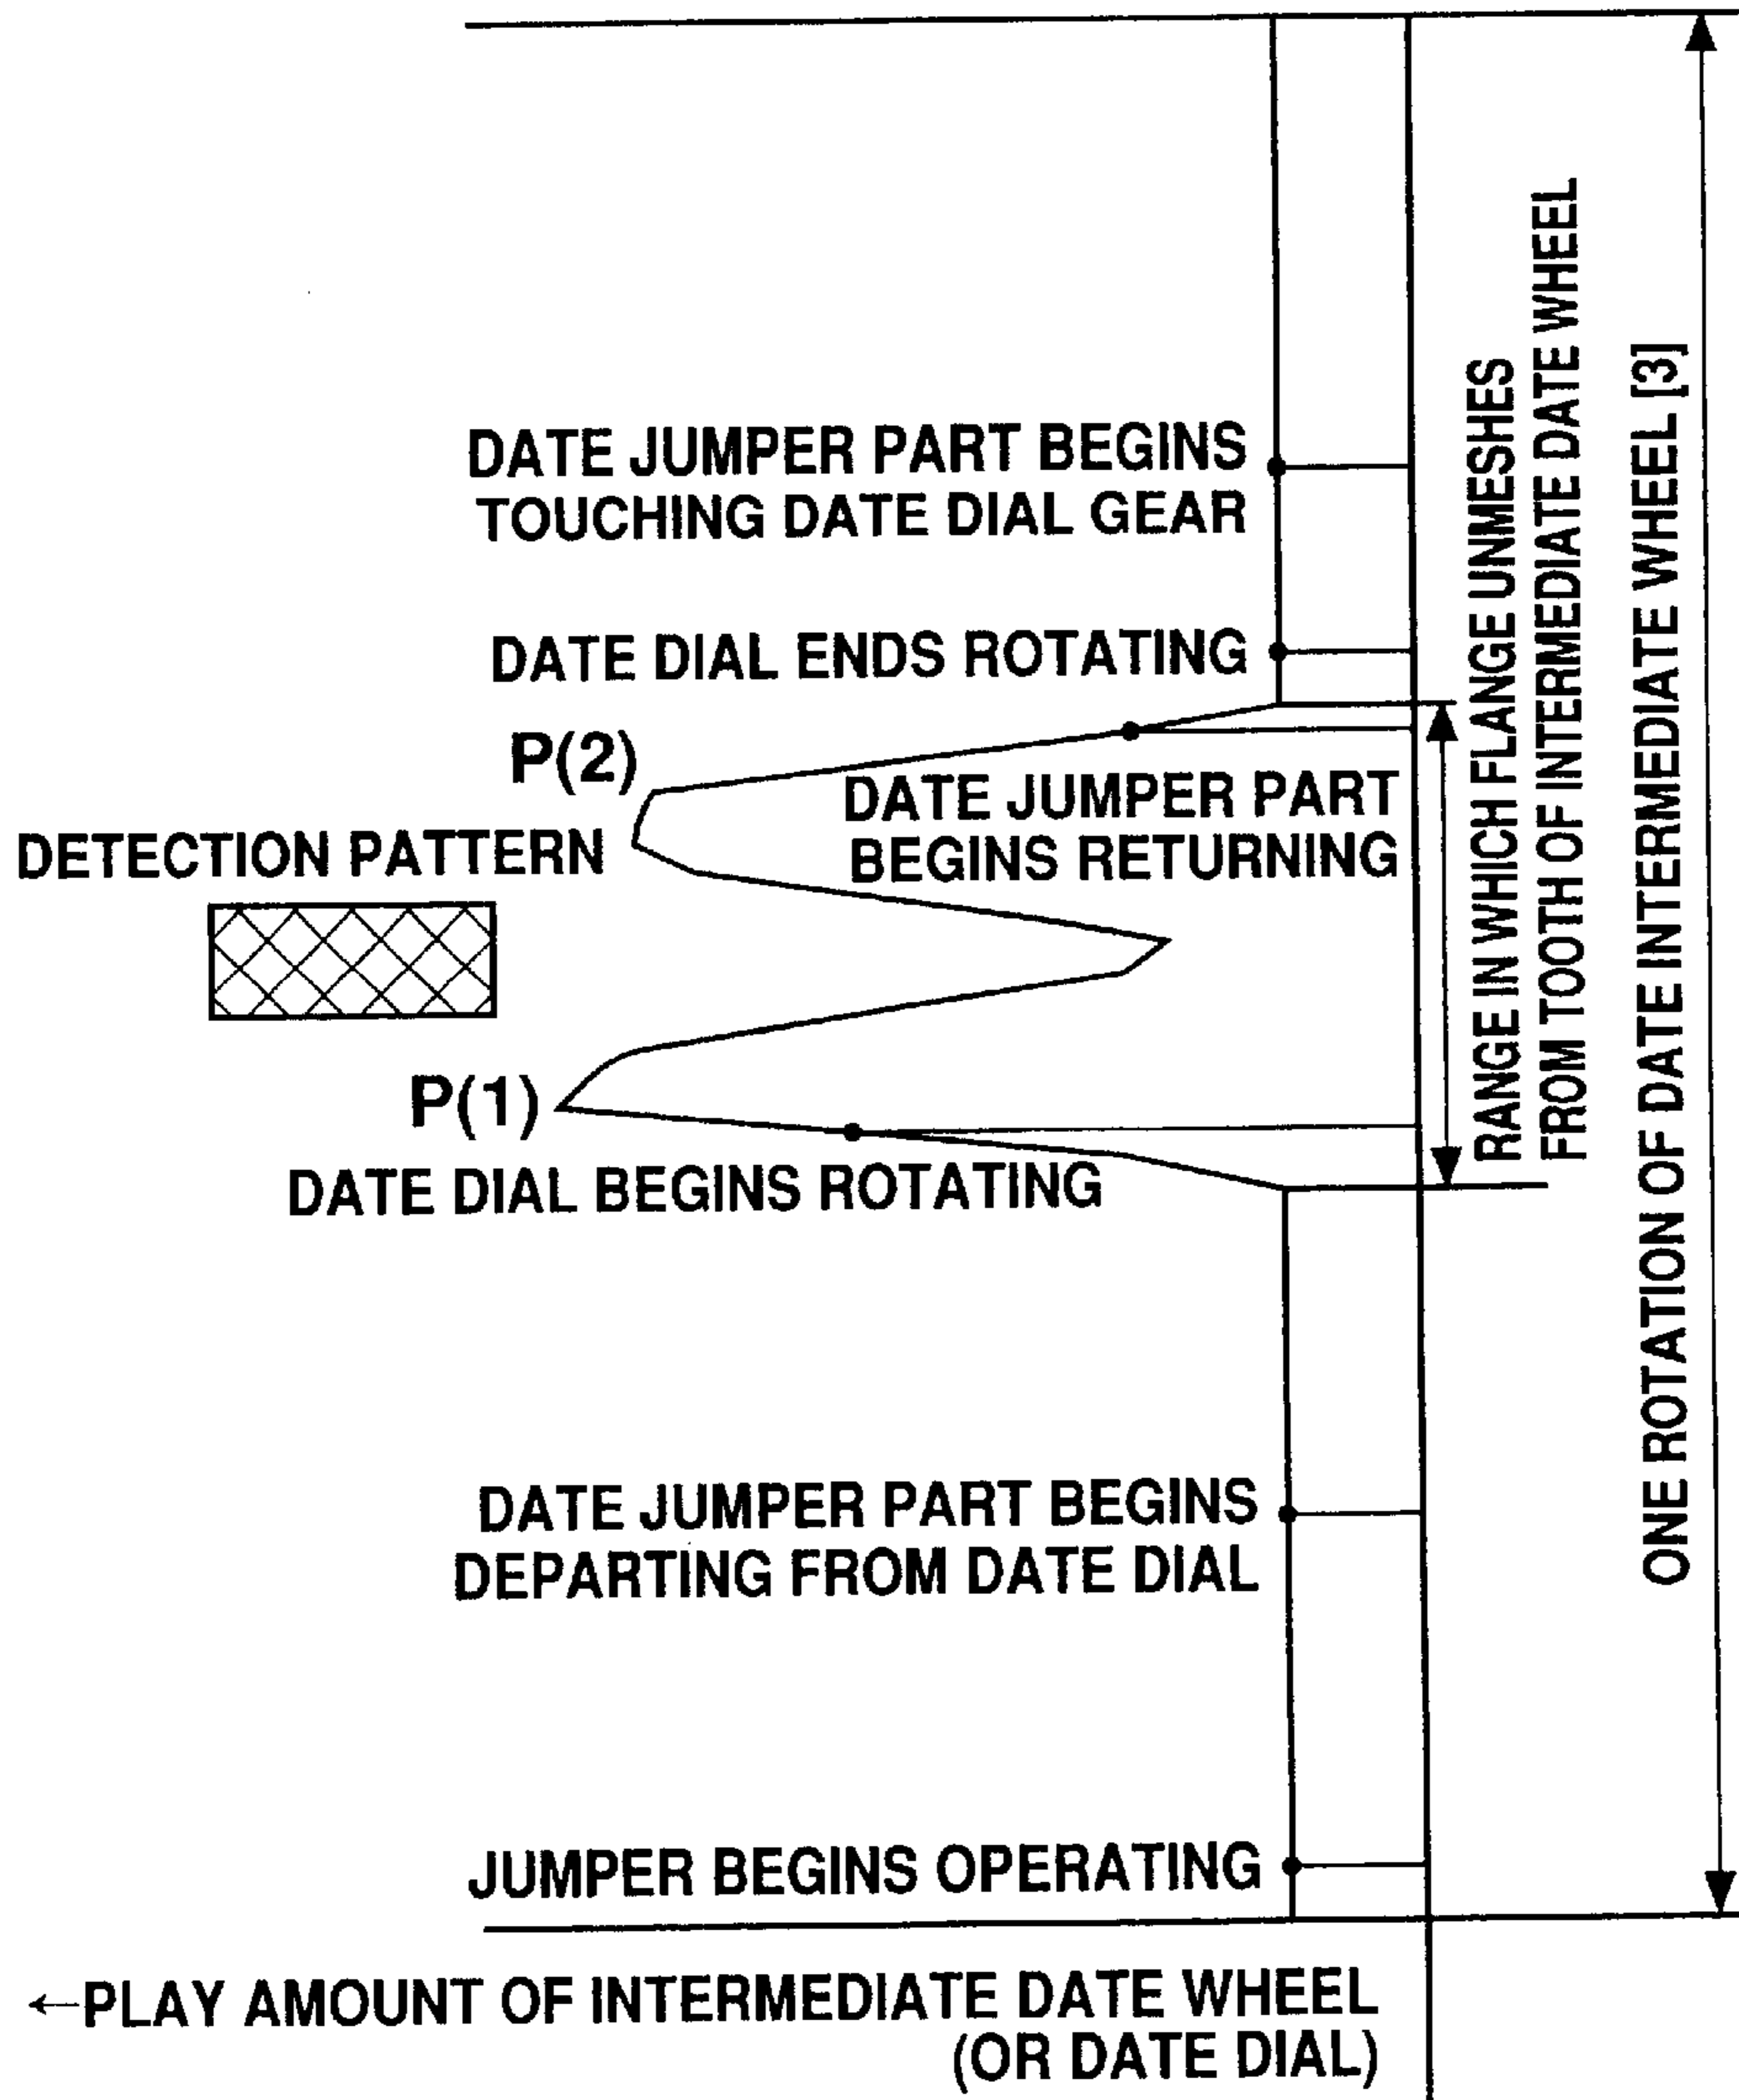 DATE JUMPER PART BEGINS
TOUCHING DATE DIAL GEAR
DATE DIAL ENDS ROTATING
P(2)
DATE JUMPER PART
BEGINS RETURNING
DETECTION PATTERN
P(1)
DATE DIAL BEGINS ROTATING
DATE JUMPER PART BEGINS
DEPARTING FROM DATE DIAL
JUMPER BEGINS OPERATING
←PLAY AMOUNT OF INTERMEDIATE DATE WHEEL
(OR DATE DIAL)
RANGE IN WHICH FLANGE UNMESHES
FROM TOOTH OF INTERMEDIATE DATE WHEEL
ONE ROTATION OF DATE INTERMEDIATE WHEEL [3]